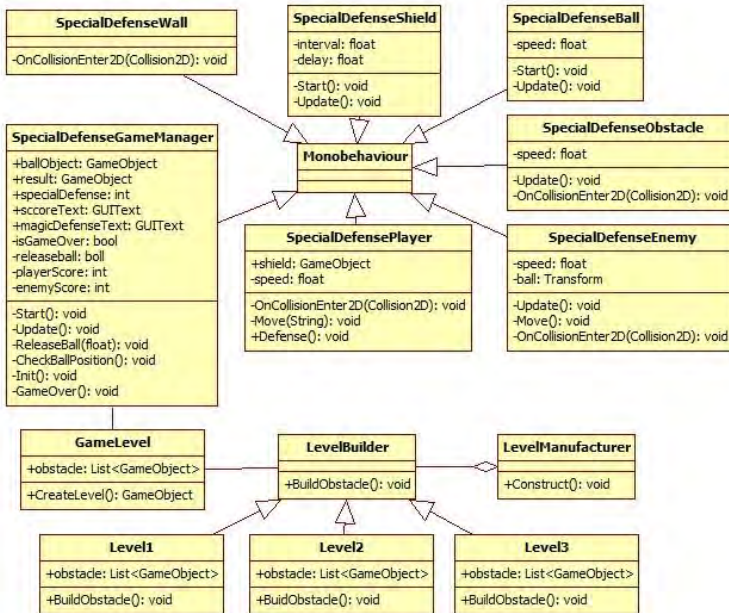 SpecialDefenseWall
-OnCollisionEnter2D(Collision2D): void
SpecialDefenseShield
-interval: float
-delay: float
-Start(): void
-Update(): void
SpecialDefenseBall
-speed: float
-Start(): void
-Update(): void
SpecialDefenseGameManager
+ballObject: GameObject
+result: GameObject
+specialDefense: int
+sccoreText: GUIText
+magicDefenseText: GUIText
-isGameOver: bool
-releaseball: boll
-playerScore: int
-enemyScore: int
-Start(): void
-Update(): void
-ReleaseBall(float): void
-CheckBallPosition(): void
-Init(): void
-GameOver(): void
Monobehaviour
SpecialDefenseObstacle
-speed: float
-Update(): void
-OnCollisionEnter2D(Collision2D): void
SpecialDefensePlayer
+shield: GameObject
-speed: float
-OnCollisionEnter2D(Collision2D): void
-Move(String): void
+Defense(): void
SpecialDefenseEnemy
-speed: float
-ball: Transform
-Update(): void
-Move(): void
-OnCollisionEnter2D(Collision2D): void
GameLevel
+obstacle: List<GameObject>
+CreateLevel(): GameObject
LevelBuilder
+BuildObstacle(): void
LevelManufacturer
+Construct(): void
Level1
+obstacle: List<GameObject>
+BuildObstacle(): void
Level2
+obstacle: List<GameObject>
+BuildObstacle(): void
Level3
+obstacle: List<GameObject>
+BuildObstacle(): void